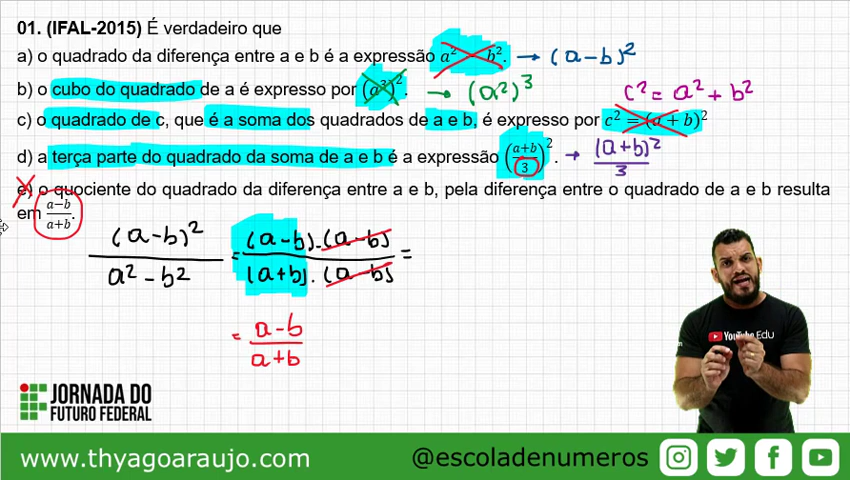 01. (IFAL-2015) É verdadeiro que
a) o quadrado da diferença entre a e b é a expressão a² − b². → (a-b)²
b) o cubo do quadrado de a é expresso por (a³)². → (a²)³
c² = a² + b²
c) o quadrado de c, que é a soma dos quadrados de a e b, é expresso por c² = (a + b)²
d) a terça parte do quadrado da soma de a e b é a expressão ((a+b)/3)². → (a+b)²/3
e) o quociente do quadrado da diferença entre a e b, pela diferença entre o quadrado de a e b resulta
em (a−b)/(a+b).
(a-b)²/(a²-b²) = (a-b).(a-b)/(a+b).(a-b) =
= (a-b)/(a+b)
YouTube Edu
JORNADA DO
FUTURO FEDERAL
www.thyagoaraujo.com @escoladenumeros